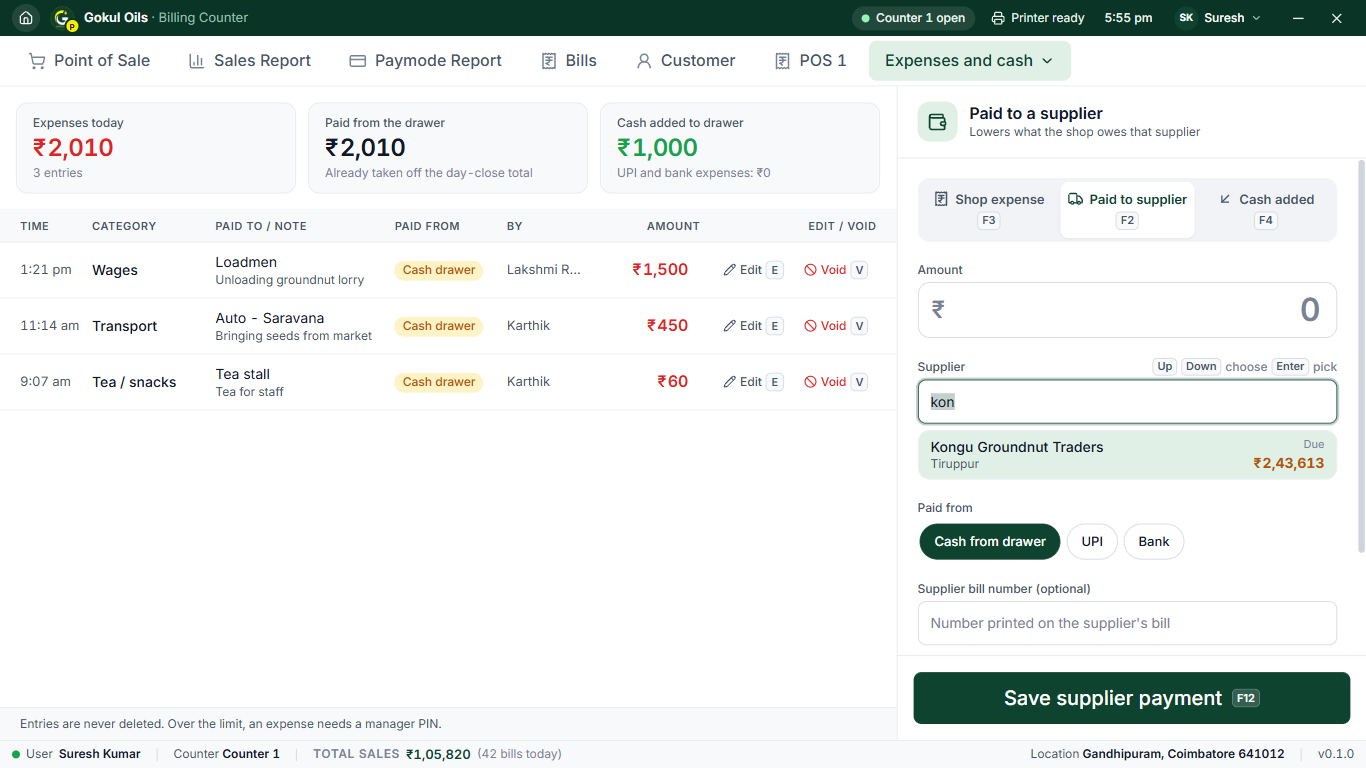 Gokul Oils · Billing Counter
P
Counter 1 open
Printer ready
5:55 pm
SK Suresh
Point of Sale
Sales Report
Paymode Report
Bills
Customer
POS 1
Expenses and cash
Expenses today
₹2,010
3 entries
Paid from the drawer
₹2,010
Already taken off the day-close total
Cash added to drawer
₹1,000
UPI and bank expenses: ₹0
TIME CATEGORY PAID TO / NOTE PAID FROM BY AMOUNT EDIT / VOID
1:21 pm Wages Loadmen Cash drawer Lakshmi R... ₹1,500 Edit E Void V
Unloading groundnut lorry
11:14 am Transport Auto - Saravana Cash drawer Karthik ₹450 Edit E Void V
Bringing seeds from market
9:07 am Tea / snacks Tea stall Cash drawer Karthik ₹60 Edit E Void V
Tea for staff
Entries are never deleted. Over the limit, an expense needs a manager PIN.
Paid to a supplier
Lowers what the shop owes that supplier
Shop expense F3
Paid to supplier F2
Cash added F4
Amount
₹ 0
Supplier Up Down choose Enter pick
kon
Kongu Groundnut Traders Due
Tiruppur ₹2,43,613
Paid from
Cash from drawer UPI Bank
Supplier bill number (optional)
Number printed on the supplier's bill
Save supplier payment F12
User Suresh Kumar Counter Counter 1 TOTAL SALES ₹1,05,820 (42 bills today) Location Gandhipuram, Coimbatore 641012 v0.1.0